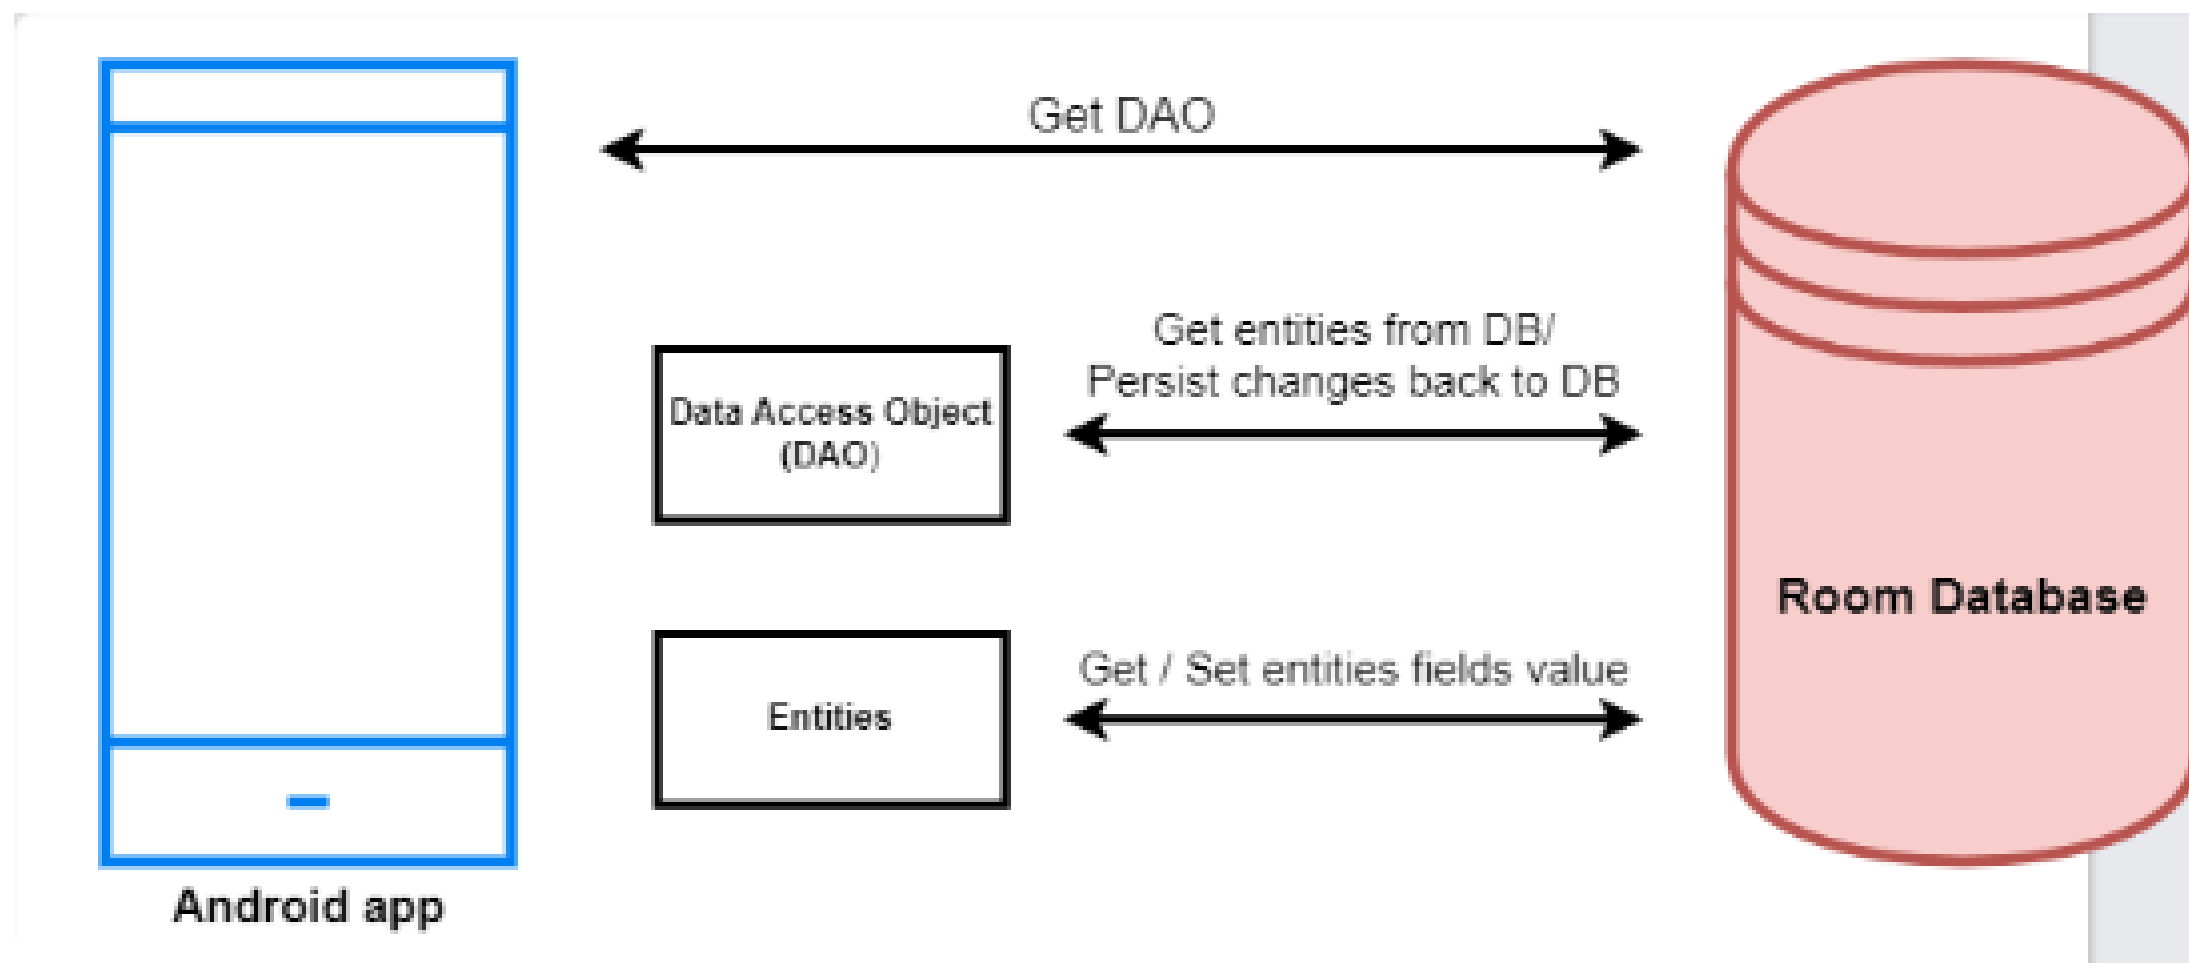 Get DAO
Get entities from DB/
Persist changes back to DB
Data Access Object
(DAO)
Room Database
Get / Set entities fields value
Entities
Android app